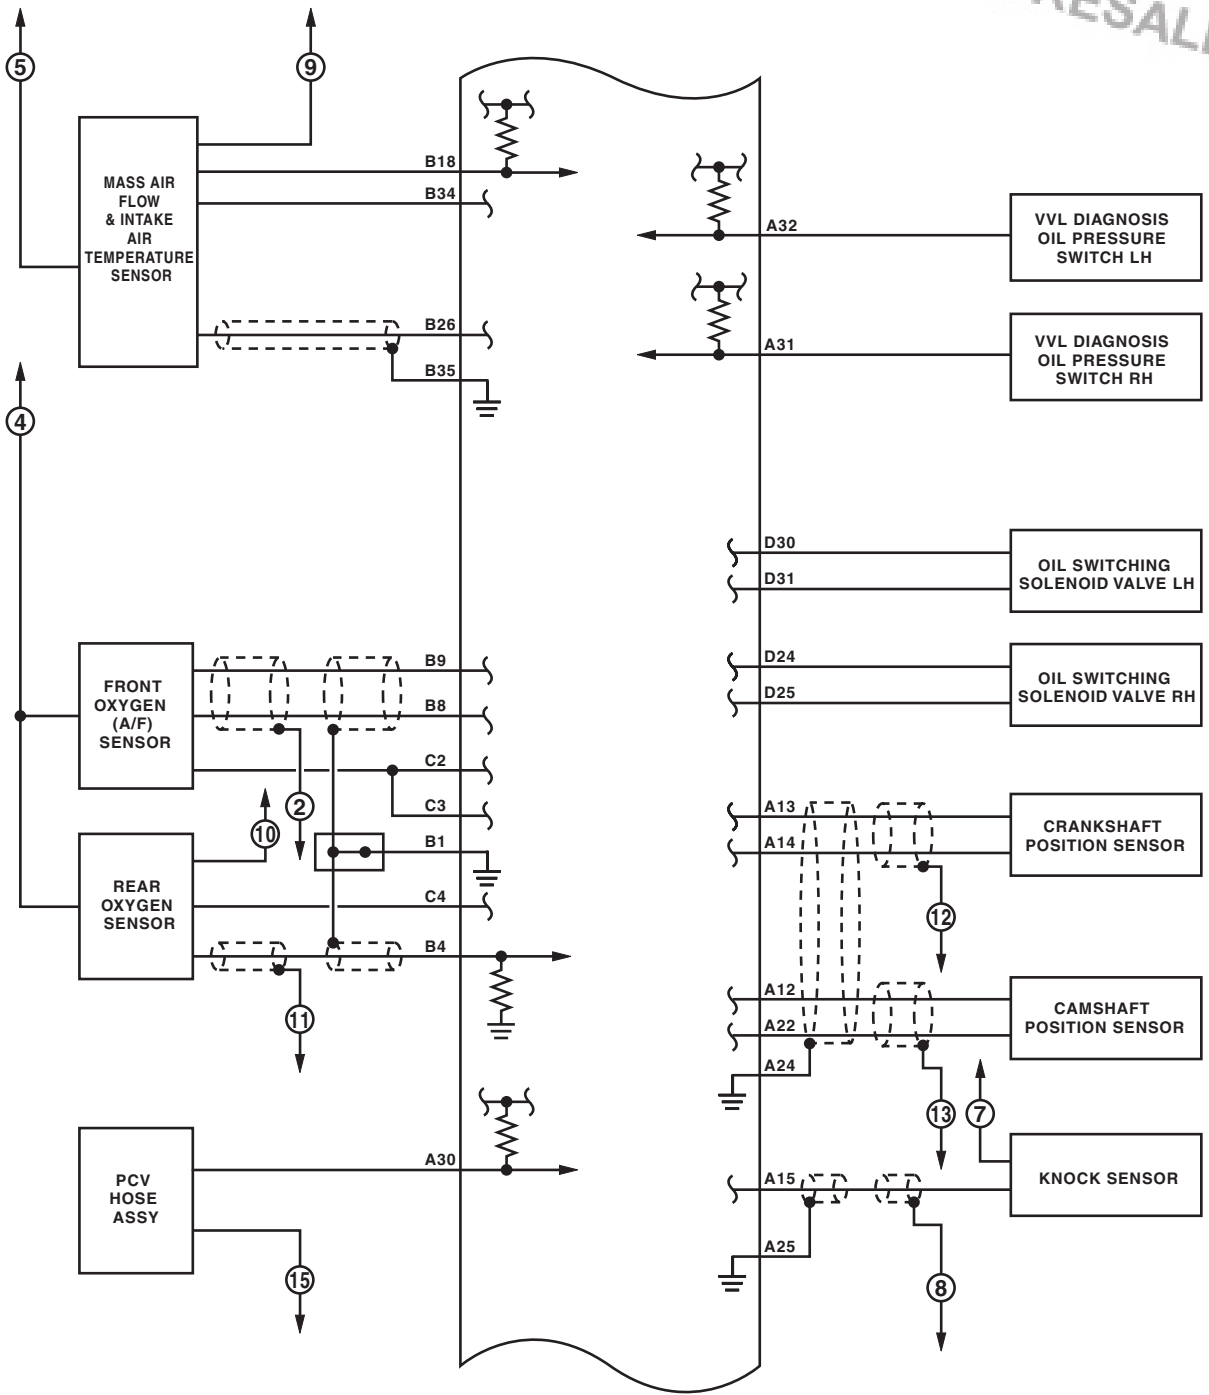 RESAL
5
9
MASS AIR
FLOW
& INTAKE
AIR
TEMPERATURE
SENSOR
B18
B34
B26
B35
A32
VVL DIAGNOSIS
OIL PRESSURE
SWITCH LH
A31
VVL DIAGNOSIS
OIL PRESSURE
SWITCH RH
4
D30
D31
OIL SWITCHING
SOLENOID VALVE LH
D24
D25
OIL SWITCHING
SOLENOID VALVE RH
FRONT
OXYGEN
(A/F)
SENSOR
B9
B8
C2
C3
2
10
B1
REAR
OXYGEN
SENSOR
C4
B4
11
A13
A14
CRANKSHAFT
POSITION SENSOR
12
A12
A22
CAMSHAFT
POSITION SENSOR
A24
13
7
PCV
HOSE
ASSY
A30
15
A15
KNOCK SENSOR
A25
8